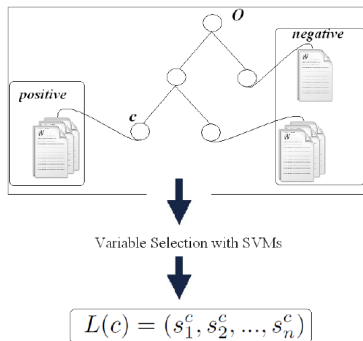 O
negative
positive
c
Variable Selection with SVMs
L(c) = (s_1^c, s_2^c, ..., s_n^c)